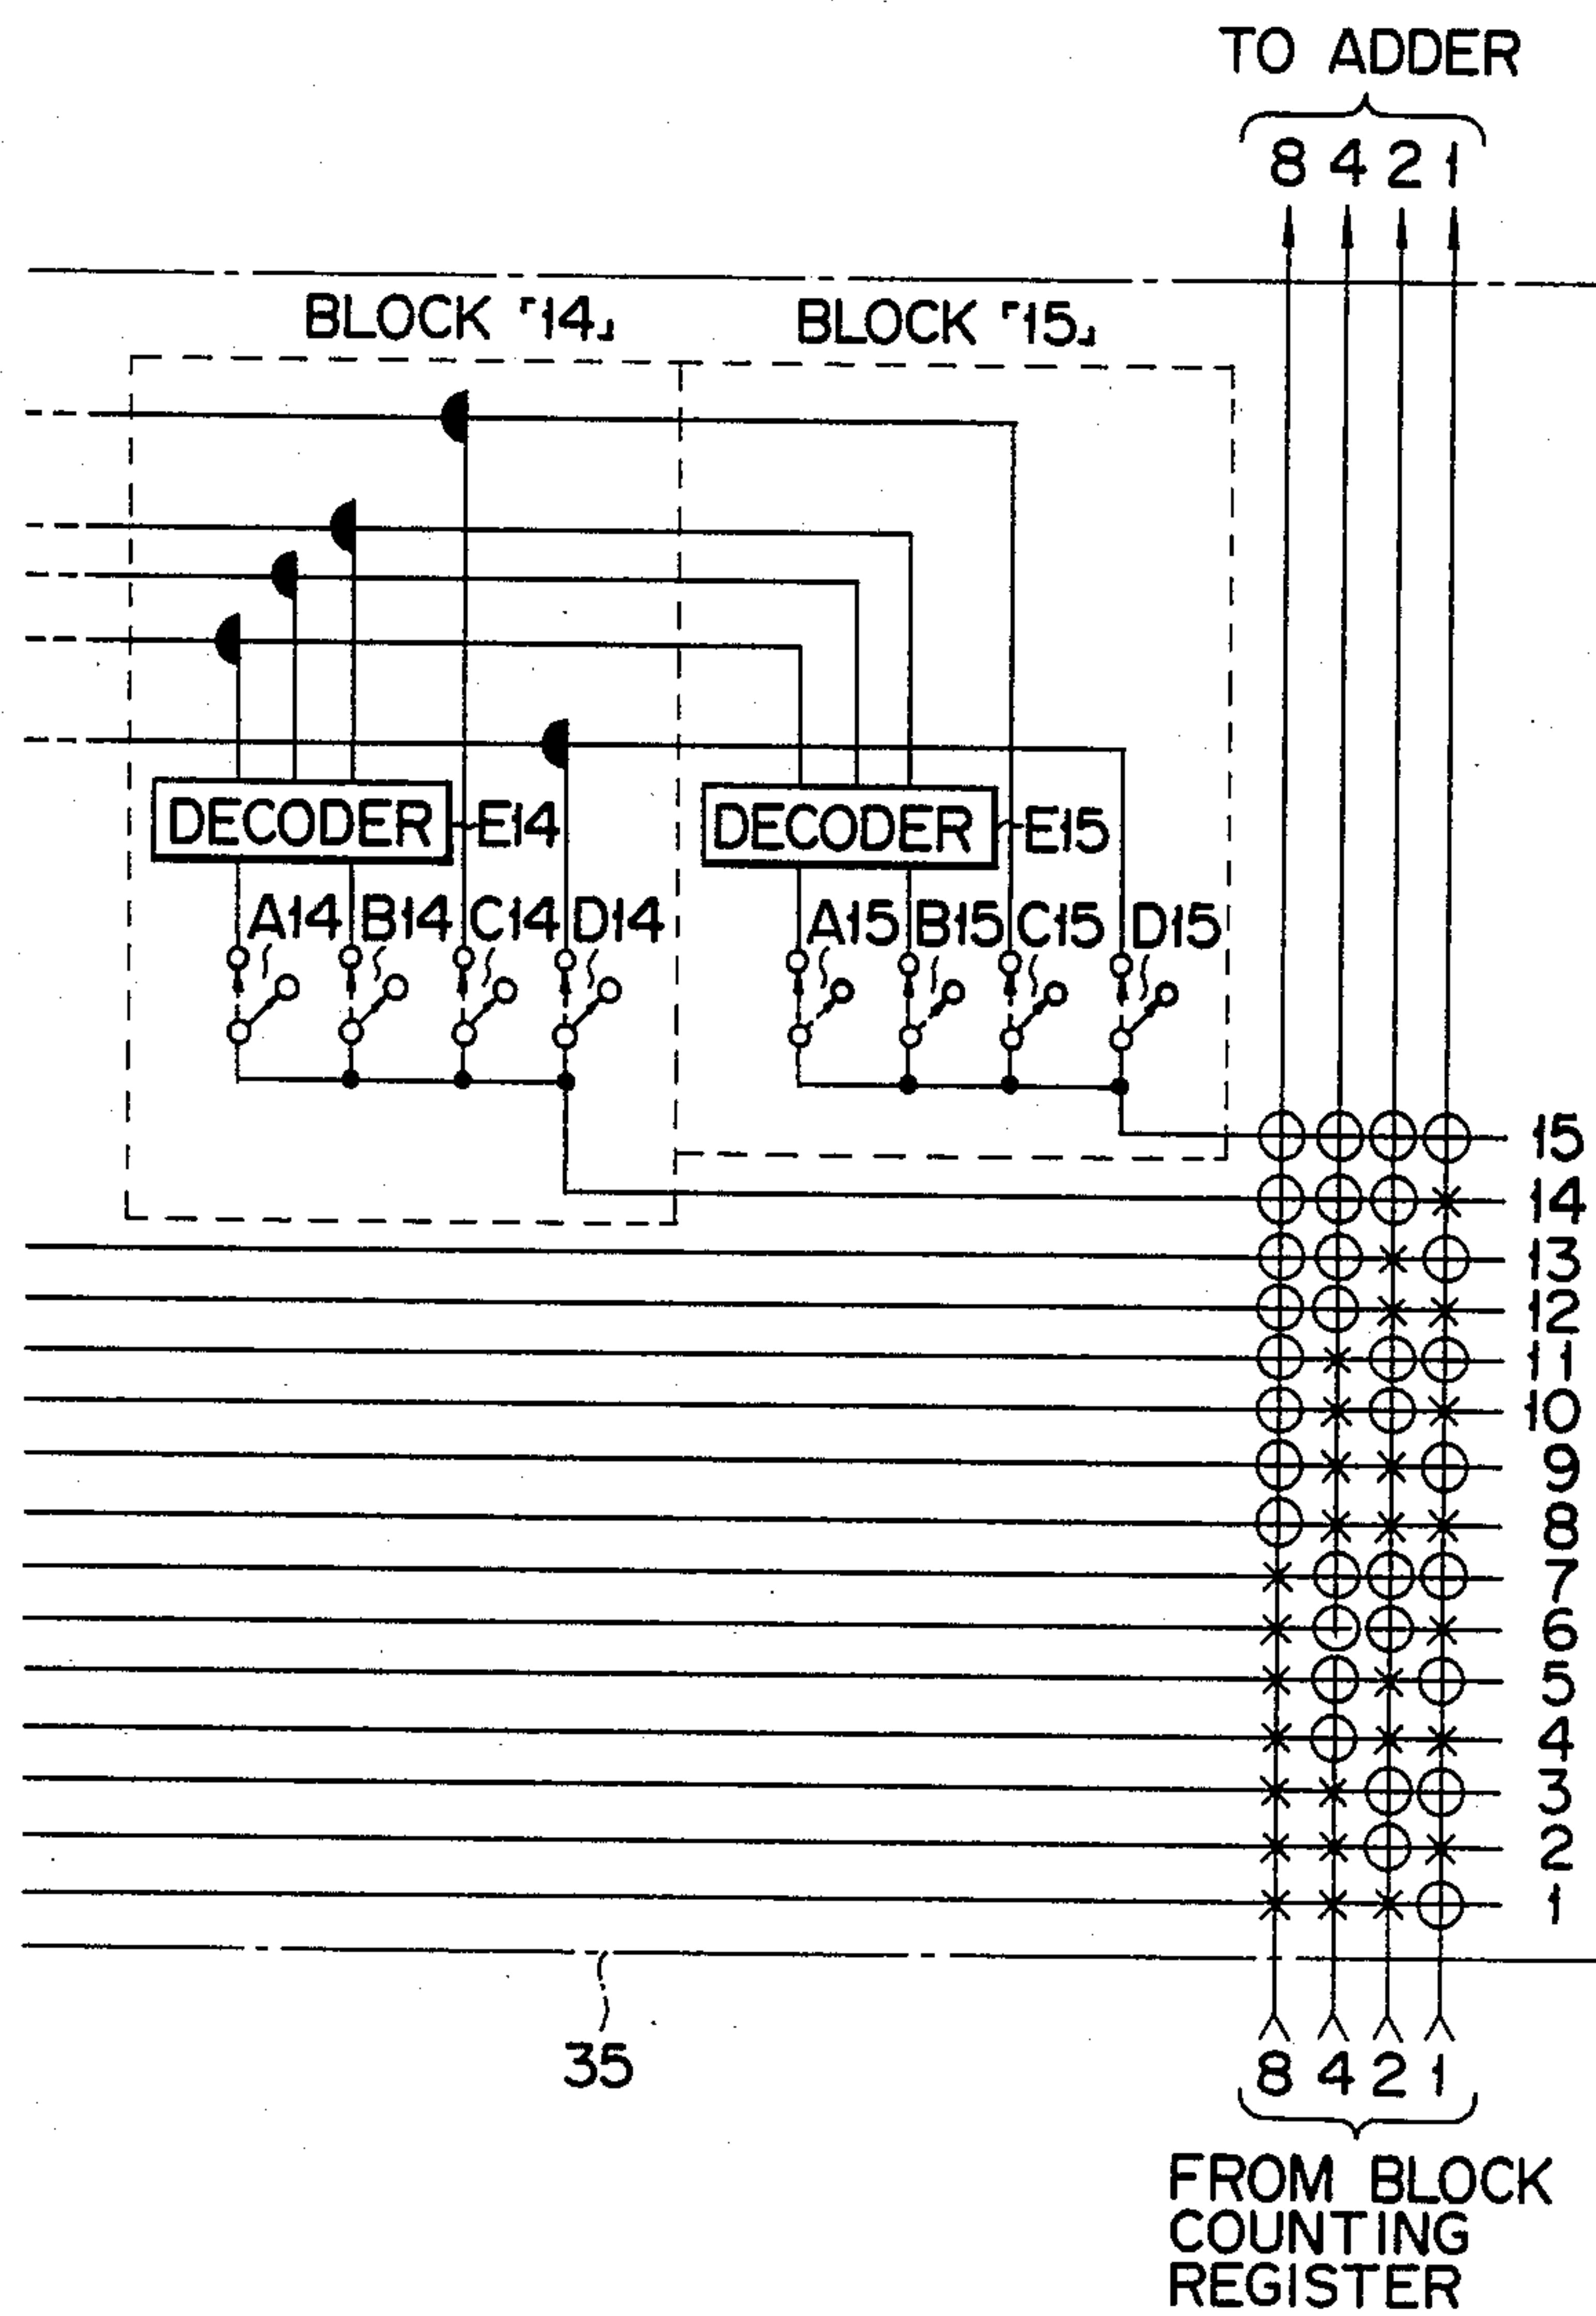 TO ADDER
8 4 2 1
BLOCK 「14」 BLOCK 「15」
DECODER E14 DECODER E15
A14 B14 C14 D14 A15 B15 C15 D15
15
14
13
12
11
10
9
8
7
6
5
4
3
2
1
35
8 4 2 1
FROM BLOCK
COUNTING
REGISTER